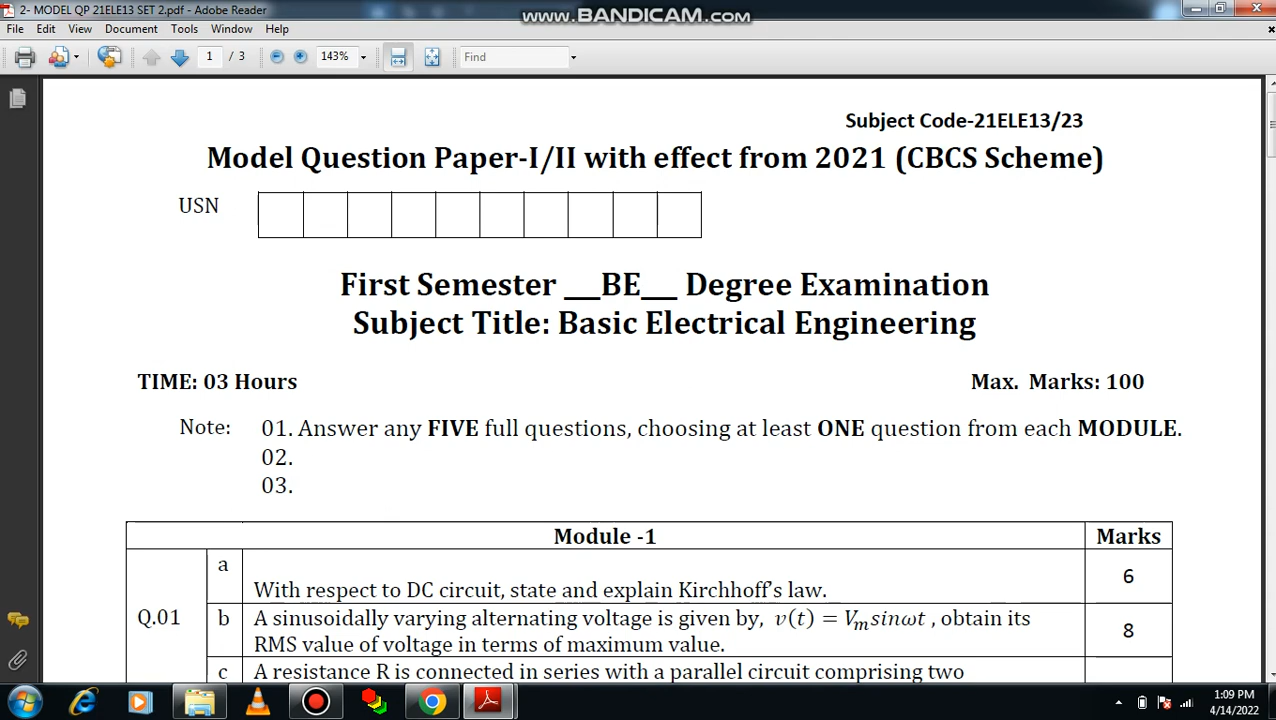 2- MODEL QP 21ELE13 SET 2.pdf - Adobe Reader
www.BANDICAM.com
File Edit View Document Tools Window Help
1 / 3 143% Find
Subject Code-21ELE13/23
Model Question Paper-I/II with effect from 2021 (CBCS Scheme)
USN
First Semester ___BE___ Degree Examination
Subject Title: Basic Electrical Engineering
TIME: 03 Hours Max. Marks: 100
Note: 01. Answer any FIVE full questions, choosing at least ONE question from each MODULE.
02.
03.
Module -1 Marks
Q.01 a With respect to DC circuit, state and explain Kirchhoff's law. 6
b A sinusoidally varying alternating voltage is given by, v(t) = Vₘsinωt , obtain its
RMS value of voltage in terms of maximum value. 8
c A resistance R is connected in series with a parallel circuit comprising two
1:09 PM
4/14/2022